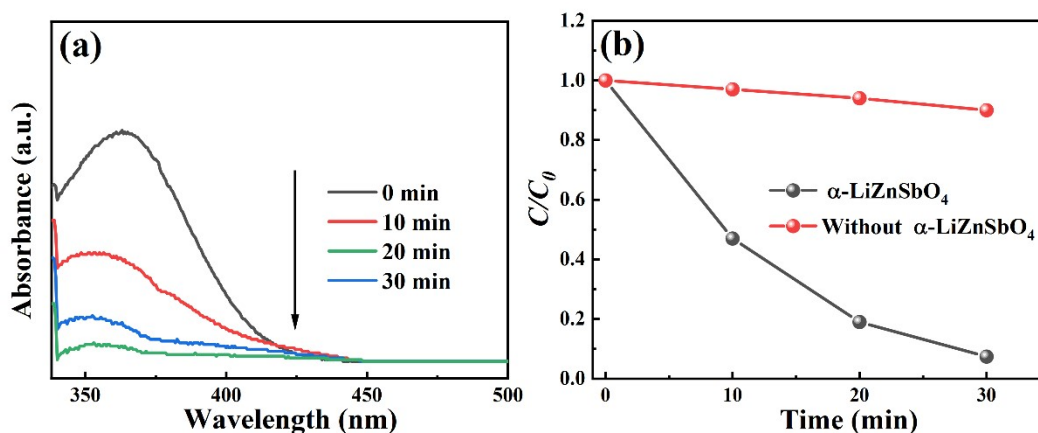 (a)
Absorbance (a.u.)
0 min
10 min
20 min
30 min
350
400
450
500
Wavelength (nm)
(b)
C/C₀
1.2
1.0
0.8
0.6
0.4
0.2
0.0
α-LiZnSbO₄
Without α-LiZnSbO₄
0
10
20
30
Time (min)